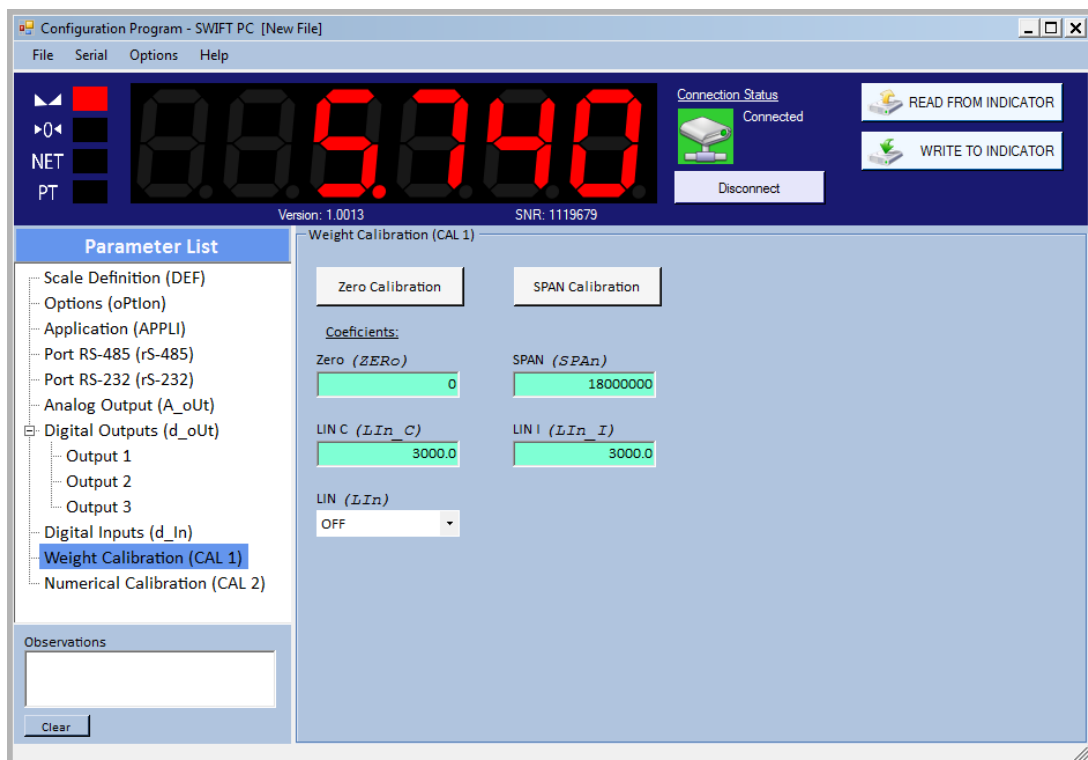 Configuration Program - SWIFT PC [New File]
File Serial Options Help
▸0◂
NET
PT
5.740
Connection Status
Connected
Disconnect
READ FROM INDICATOR
WRITE TO INDICATOR
Version: 1.0013 SNR: 1119679
Parameter List
Scale Definition (DEF)
Options (oPtIon)
Application (APPLI)
Port RS-485 (rS-485)
Port RS-232 (rS-232)
Analog Output (A_oUt)
Digital Outputs (d_oUt)
Output 1
Output 2
Output 3
Digital Inputs (d_In)
Weight Calibration (CAL 1)
Numerical Calibration (CAL 2)
Observations
Clear
Weight Calibration (CAL 1)
Zero Calibration SPAN Calibration
Coeficients:
Zero (ZERo) SPAN (SPAn)
0 18000000
LIN C (LIn_C) LIN I (LIn_I)
3000.0 3000.0
LIN (LIn)
OFF